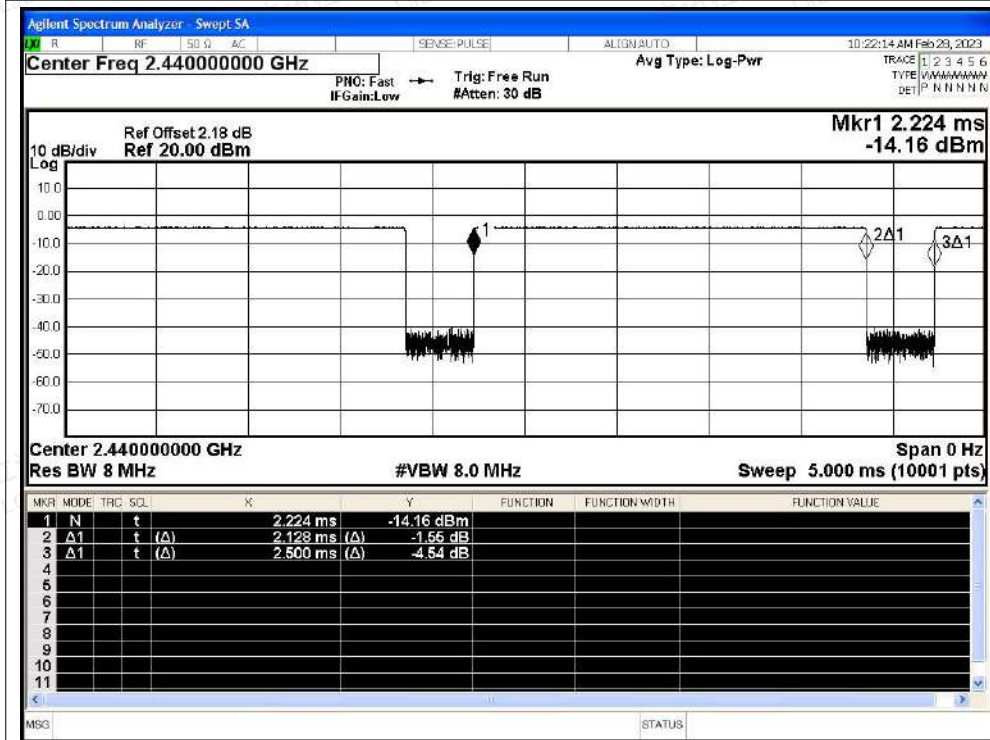 Agilent Spectrum Analyzer - Swept SA
LXI R RF 50 Ω AC SENSE:PULSE ALIGN AUTO 10:22:14 AM Feb 28, 2023
Center Freq 2.440000000 GHz
PNO: Fast
IFGain:Low
Trig: Free Run
#Atten: 30 dB
Avg Type: Log-Pwr
TRACE 1 2 3 4 5 6
TYPE
DET P N N N N N
Ref Offset 2.18 dB
10 dB/div Ref 20.00 dBm
Log
Mkr1 2.224 ms
-14.16 dBm
10.0
0.00
-10.0
-20.0
-30.0
-40.0
-50.0
-60.0
-70.0
1
2Δ1
3Δ1
Center 2.440000000 GHz Span 0 Hz
Res BW 8 MHz #VBW 8.0 MHz Sweep 5.000 ms (10001 pts)
MKR MODE TRC SCL X Y FUNCTION FUNCTION WIDTH FUNCTION VALUE
1 N t 2.224 ms -14.16 dBm
2 Δ1 t (Δ) 2.128 ms (Δ) -1.55 dB
3 Δ1 t (Δ) 2.500 ms (Δ) -4.54 dB
4
5
6
7
8
9
10
11
MSG STATUS